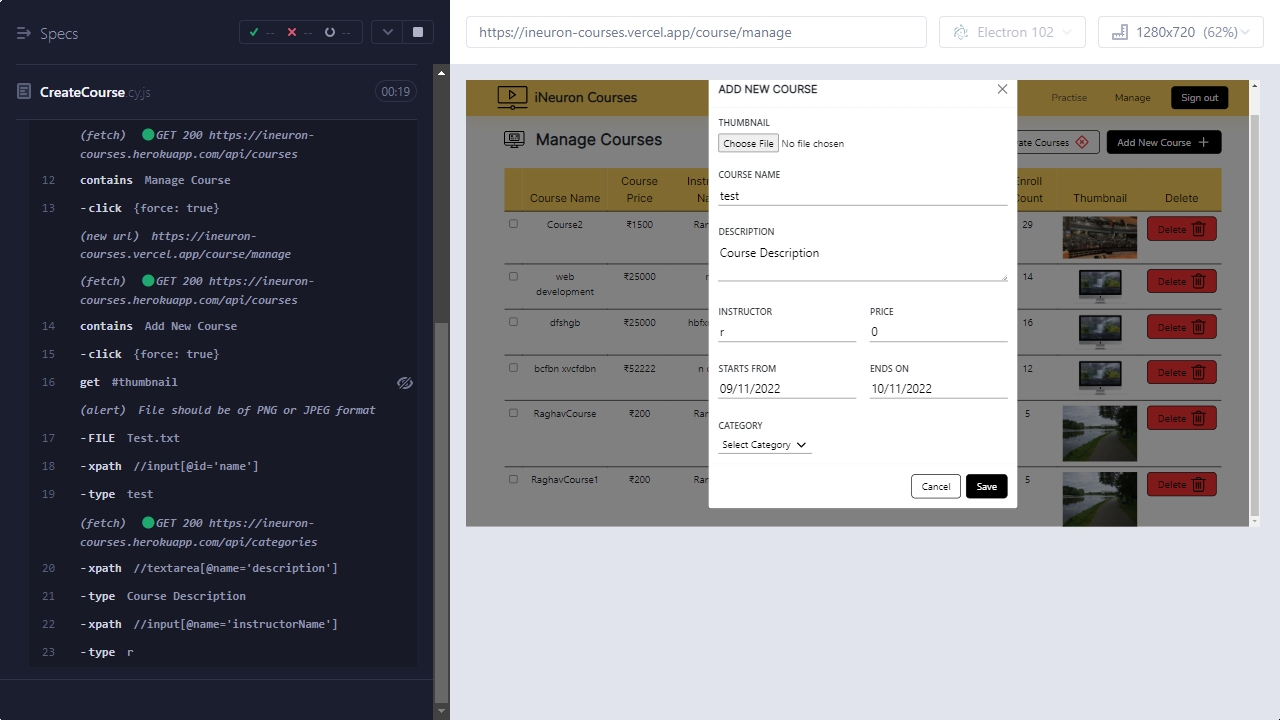 Specs
--
--
--
CreateCourse.cy.js
00:19
(fetch) GET 200 https://ineuron-
courses.herokuapp.com/api/courses
12 contains Manage Course
13 -click {force: true}
(new url) https://ineuron-
courses.vercel.app/course/manage
(fetch) GET 200 https://ineuron-
courses.herokuapp.com/api/courses
14 contains Add New Course
15 -click {force: true}
16 get #thumbnail
(alert) File should be of PNG or JPEG format
17 -FILE Test.txt
18 -xpath //input[@id='name']
19 -type test
(fetch) GET 200 https://ineuron-
courses.herokuapp.com/api/categories
20 -xpath //textarea[@name='description']
21 -type Course Description
22 -xpath //input[@name='instructorName']
23 -type r
https://ineuron-courses.vercel.app/course/manage
Electron 102
1280x720 (62%)
iNeuron Courses
Practise
Manage
Sign out
Manage Courses
Courses
Add New Course
Course Name
Course
Price
Count
Thumbnail
Delete
Course2 ₹1500 29 Delete
web
development
₹25000 14 Delete
dfshgb ₹25000 16 Delete
bcfbn xvcfdbn ₹52222 12 Delete
RaghavCourse ₹200 5 Delete
RaghavCourse1 ₹200 5 Delete
ADD NEW COURSE
THUMBNAIL
Choose File No file chosen
COURSE NAME
test
DESCRIPTION
Course Description
INSTRUCTOR PRICE
r 0
STARTS FROM ENDS ON
09/11/2022 10/11/2022
CATEGORY
Select Category
Cancel Save